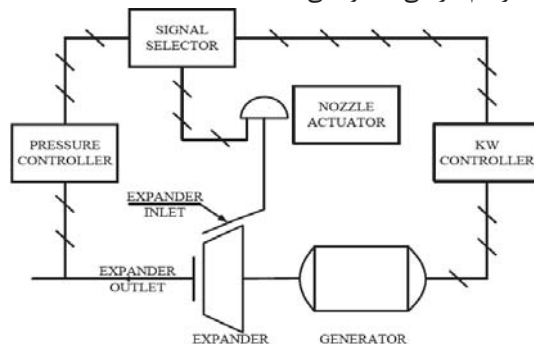 SIGNAL
SELECTOR
NOZZLE
ACTUATOR
PRESSURE
CONTROLLER
KW
CONTROLLER
EXPANDER
INLET
EXPANDER
OUTLET
EXPANDER
GENERATOR